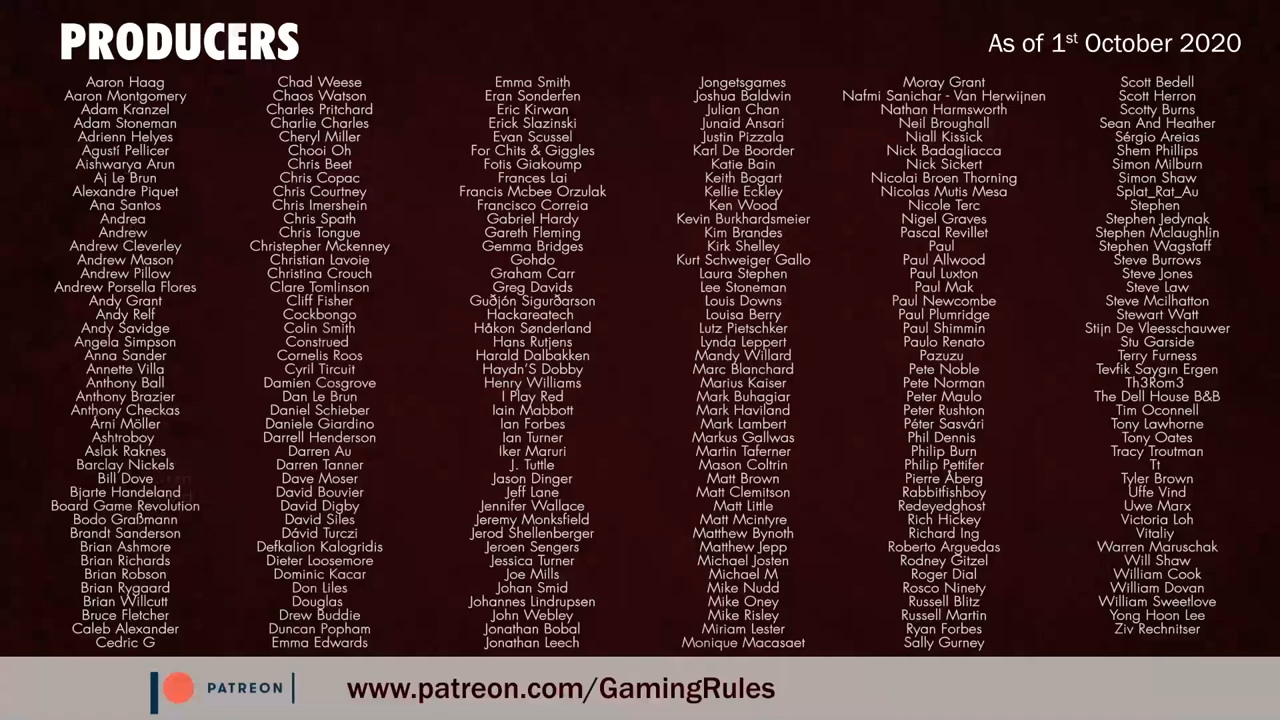 PRODUCERS
As of 1st October 2020
Aaron Haag
Aaron Montgomery
Adam Kranzel
Adam Stoneman
Adrienn Helyes
Agustí Pellicer
Aishwarya Arun
Aj Le Brun
Alexandre Piquet
Ana Santos
Andrea
Andrew
Andrew Cleverley
Andrew Mason
Andrew Pillow
Andrew Porsella Flores
Andy Grant
Andy Relf
Andy Savidge
Angela Simpson
Anna Sander
Annette Villa
Anthony Ball
Anthony Brazier
Anthony Checkas
Arni Möller
Ashtroboy
Aslak Raknes
Barclay Nickels
Bill Dove
Bjarte Handeland
Board Game Revolution
Bodo Graßmann
Brandt Sanderson
Brian Ashmore
Brian Richards
Brian Robson
Brian Rygaard
Brian Willcutt
Bruce Fletcher
Caleb Alexander
Cedric G
Chad Weese
Chaos Watson
Charles Pritchard
Charlie Charles
Cheryl Miller
Chooi Oh
Chris Beet
Chris Copac
Chris Courtney
Chris Imershein
Chris Spath
Chris Tongue
Christepher Mckenney
Christian Lavoie
Christina Crouch
Clare Tomlinson
Cliff Fisher
Cockbongo
Colin Smith
Construed
Cornelis Roos
Cyril Tircuit
Damien Cosgrove
Dan Le Brun
Daniel Schieber
Daniele Giardino
Darrell Henderson
Darren Au
Darren Tanner
Dave Moser
David Bouvier
David Digby
David Siles
Dávid Turczi
Defkalion Kalogridis
Dieter Loosemore
Dominic Kacar
Don Liles
Douglas
Drew Buddie
Duncan Popham
Emma Edwards
Emma Smith
Eran Sonderfen
Eric Kirwan
Erick Slazinski
Evan Scussel
For Chits & Giggles
Fotis Giakoump
Frances Lai
Francis Mcbee Orzulak
Francisco Correia
Gabriel Hardy
Gareth Fleming
Gemma Bridges
Gohdo
Graham Carr
Greg Davids
Guðjón Sigurðarson
Hackareatech
Håkon Sønderland
Hans Rutjens
Harald Dalbakken
Haydn'S Dobby
Henry Williams
I Play Red
Iain Mabbott
Ian Forbes
Ian Turner
Iker Maruri
J. Tuttle
Jason Dinger
Jeff Lane
Jennifer Wallace
Jeremy Monksfield
Jerod Shellenberger
Jeroen Sengers
Jessica Turner
Joe Mills
Johan Smid
Johannes Lindrupsen
John Webley
Jonathan Bobal
Jonathan Leech
Jongetsgames
Joshua Baldwin
Julian Chan
Junaid Ansari
Justin Pizzala
Karl De Boorder
Katie Bain
Keith Bogart
Kellie Eckley
Ken Wood
Kevin Burkhardsmeier
Kim Brandes
Kirk Shelley
Kurt Schweiger Gallo
Laura Stephen
Lee Stoneman
Louis Downs
Louisa Berry
Lutz Pietschker
Lynda Leppert
Mandy Willard
Marc Blanchard
Marius Kaiser
Mark Buhagiar
Mark Haviland
Mark Lambert
Markus Gallwas
Martin Taferner
Mason Coltrin
Matt Brown
Matt Clemitson
Matt Little
Matt Mcintyre
Matthew Bynoth
Matthew Jepp
Michael Josten
Michael M
Mike Nudd
Mike Oney
Mike Risley
Miriam Lester
Monique Macasaet
Moray Grant
Nafmi Sanichar - Van Herwijnen
Nathan Harmsworth
Neil Broughall
Niall Kissick
Nick Badagliacca
Nick Sickert
Nicolai Broen Thorning
Nicolas Mutis Mesa
Nicole Terc
Nigel Graves
Pascal Revillet
Paul
Paul Allwood
Paul Luxton
Paul Mak
Paul Newcombe
Paul Plumridge
Paul Shimmin
Paulo Renato
Pazuzu
Pete Noble
Pete Norman
Peter Maulo
Peter Rushton
Péter Sasvári
Phil Dennis
Philip Burn
Philip Pettifer
Pierre Åberg
Rabbitfishboy
Redeyedghost
Rich Hickey
Richard Ing
Roberto Arguedas
Rodney Gitzel
Roger Dial
Rosco Ninety
Russell Blitz
Russell Martin
Ryan Forbes
Sally Gurney
Scott Bedell
Scott Herron
Scotty Burns
Sean And Heather
Sérgio Areias
Shem Phillips
Simon Milburn
Simon Shaw
Splat_Rat_Au
Stephen
Stephen Jedynak
Stephen Mclaughlin
Stephen Wagstaff
Steve Burrows
Steve Jones
Steve Law
Steve Mcilhatton
Stewart Watt
Stijn De Vleesschauwer
Stu Garside
Terry Furness
Tevfik Saygın Ergen
Th3Rom3
The Dell House B&B
Tim Oconnell
Tony Lawhorne
Tony Oates
Tracy Troutman
Tt
Tyler Brown
Uffe Vind
Uwe Marx
Victoria Loh
Vitaliy
Warren Maruschak
Will Shaw
William Cook
William Dovan
William Sweetlove
Yong Hoon Lee
Ziv Rechnitser
PATREON
www.patreon.com/GamingRules